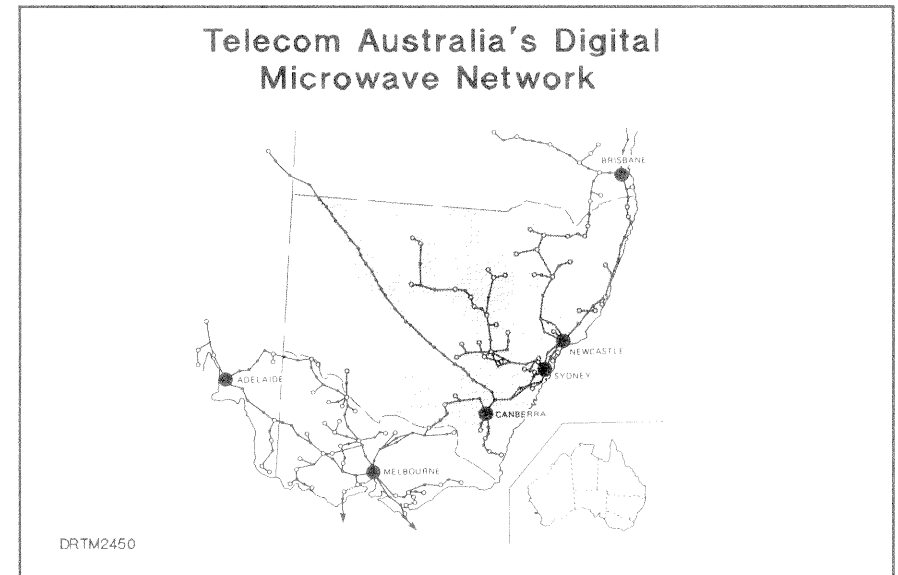 Telecom Australia's Digital
Microwave Network
BRISBANE
NEWCASTLE
SYDNEY
ADELAIDE
CANBERRA
MELBOURNE
DRTM2450